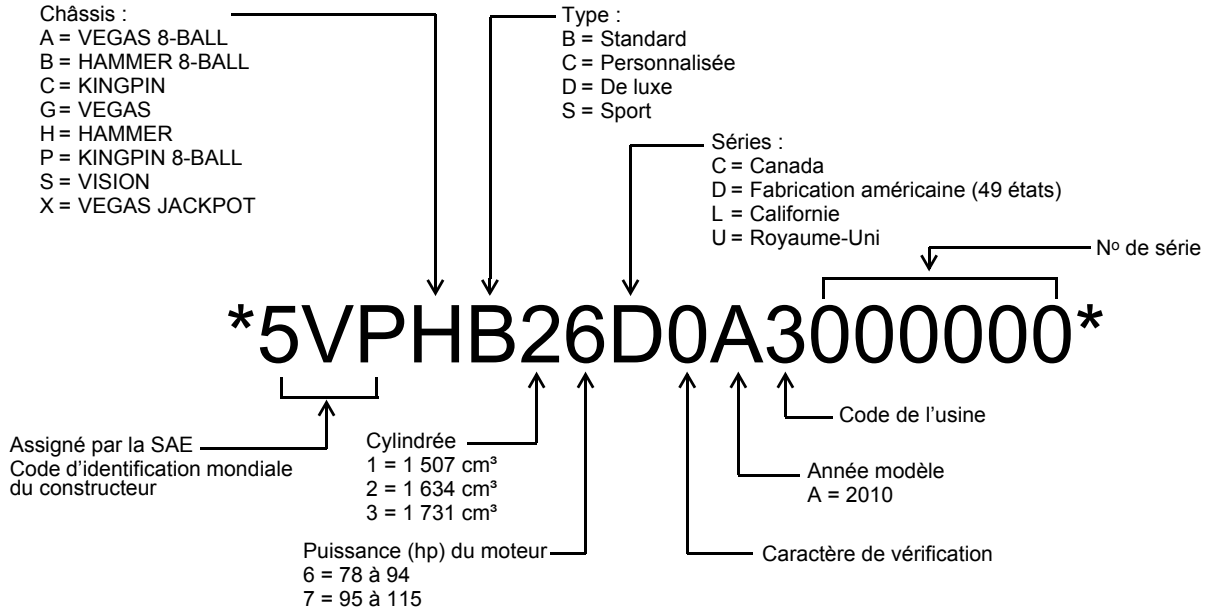 Châssis :
A = VEGAS 8-BALL
B = HAMMER 8-BALL
C = KINGPIN
G = VEGAS
H = HAMMER
P = KINGPIN 8-BALL
S = VISION
X = VEGAS JACKPOT
Type :
B = Standard
C = Personnalisée
D = De luxe
S = Sport
Séries :
C = Canada
D = Fabrication américaine (49 états)
L = Californie
U = Royaume-Uni
Nº de série
*5VPHB26D0A3000000*
Assigné par la SAE
Code d'identification mondiale
du constructeur
Cylindrée
1 = 1 507 cm³
2 = 1 634 cm³
3 = 1 731 cm³
Puissance (hp) du moteur
6 = 78 à 94
7 = 95 à 115
Code de l'usine
Année modèle
A = 2010
Caractère de vérification